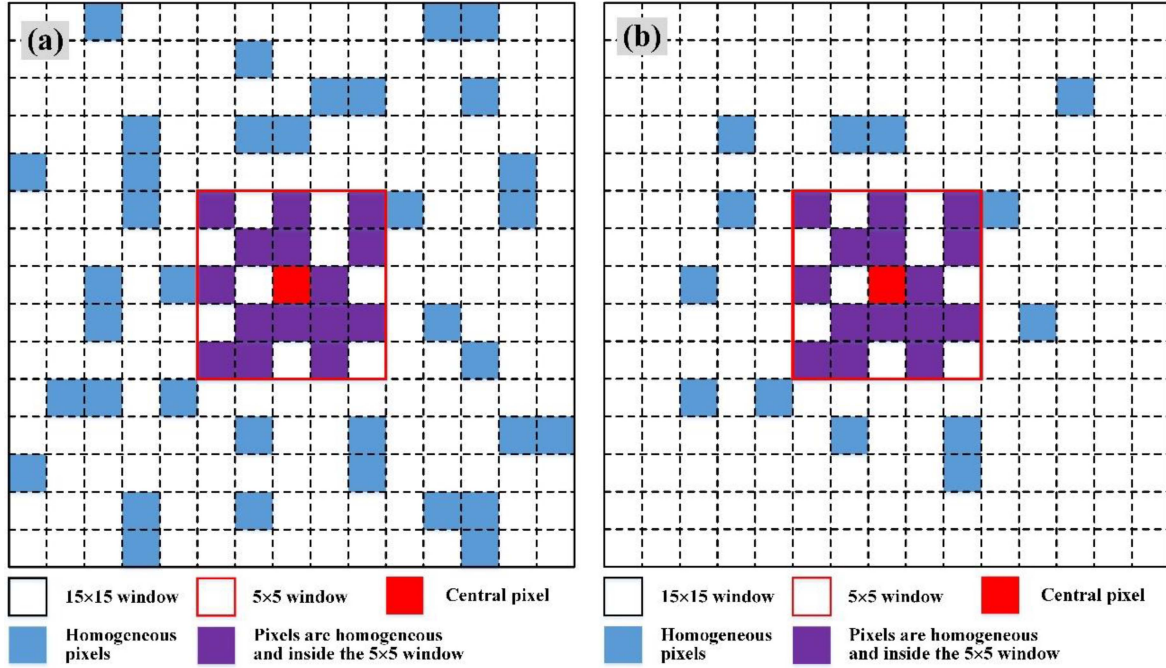 (a)
(b)
15×15 window
5×5 window
Central pixel
Homogeneous
pixels
Pixels are homogeneous
and inside the 5×5 window
15×15 window
5×5 window
Central pixel
Homogeneous
pixels
Pixels are homogeneous
and inside the 5×5 window